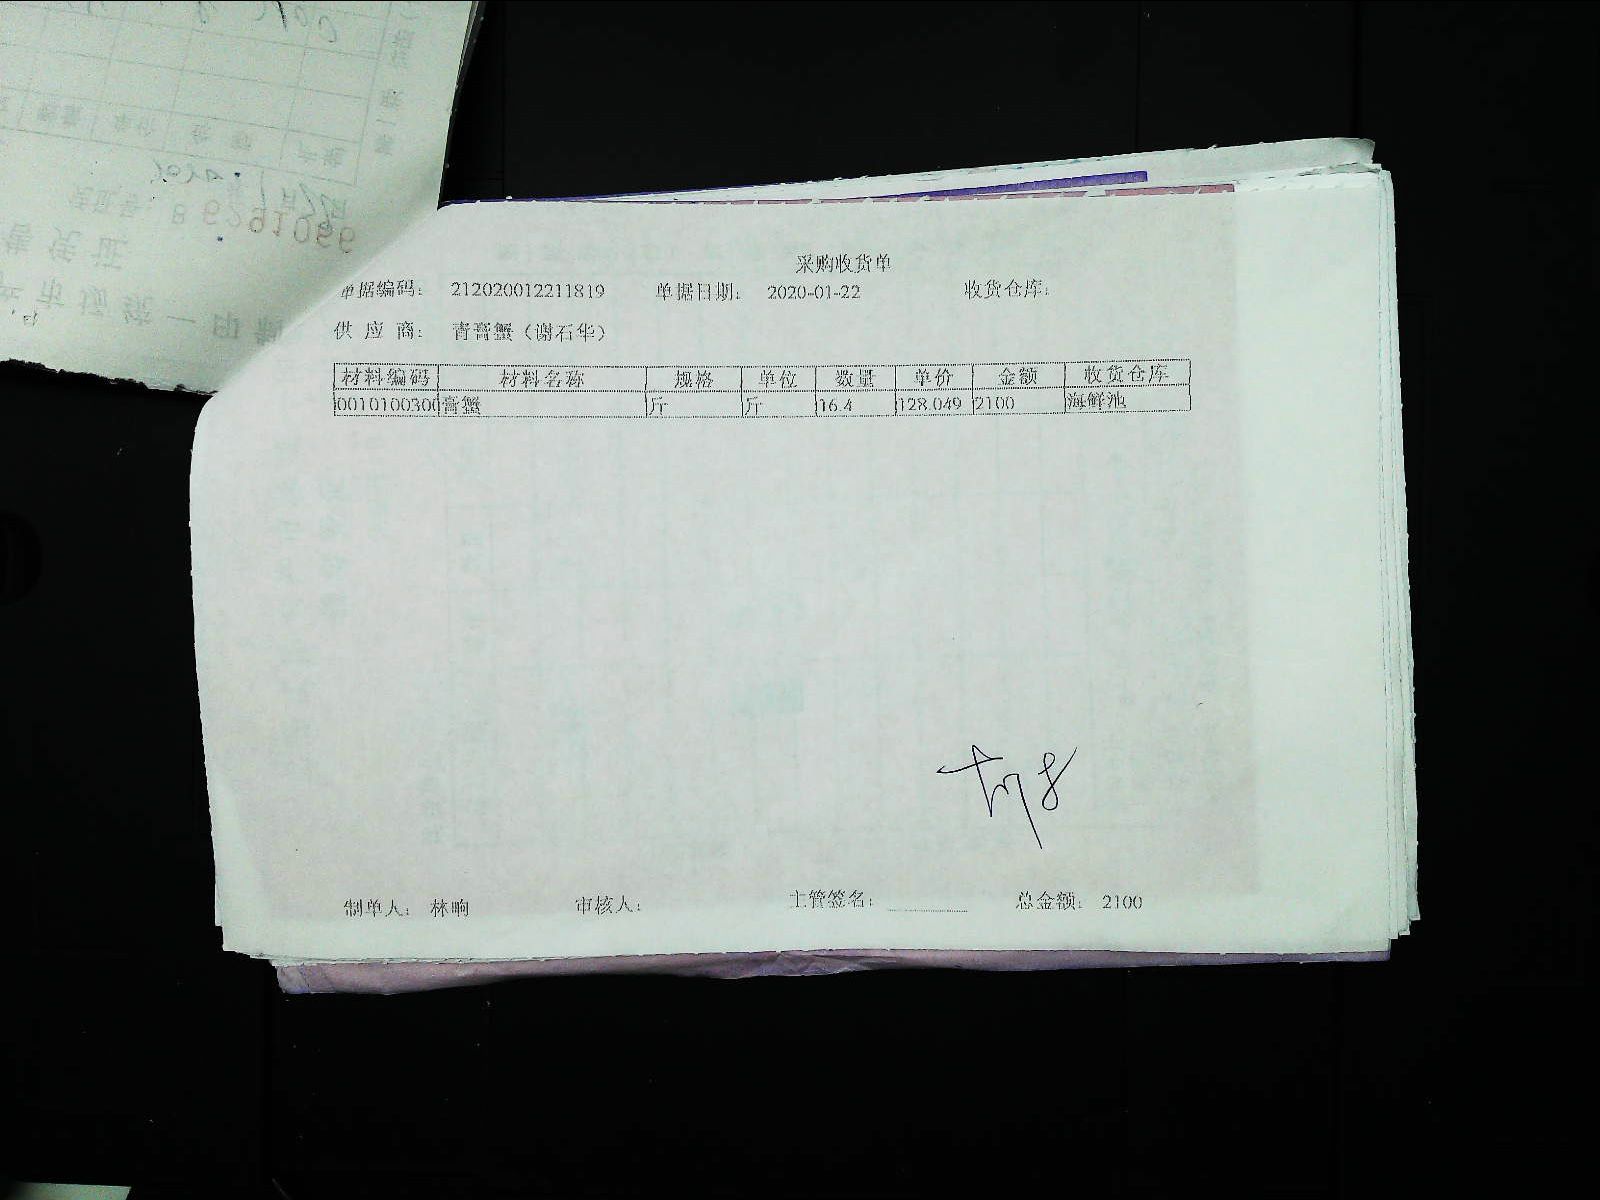 采购收货单
单据编码： 212020012211819 单据日期： 2020-01-22 收货仓库：
供 应 商： 青膏蟹（谢石华）
材料编码 材料名称 规格 单位 数量 单价 金额 收货仓库
0010100300 膏蟹 斤 斤 16.4 128.049 2100 海鲜池
制单人： 林晌 审核人： 主管签名： 总金额： 2100